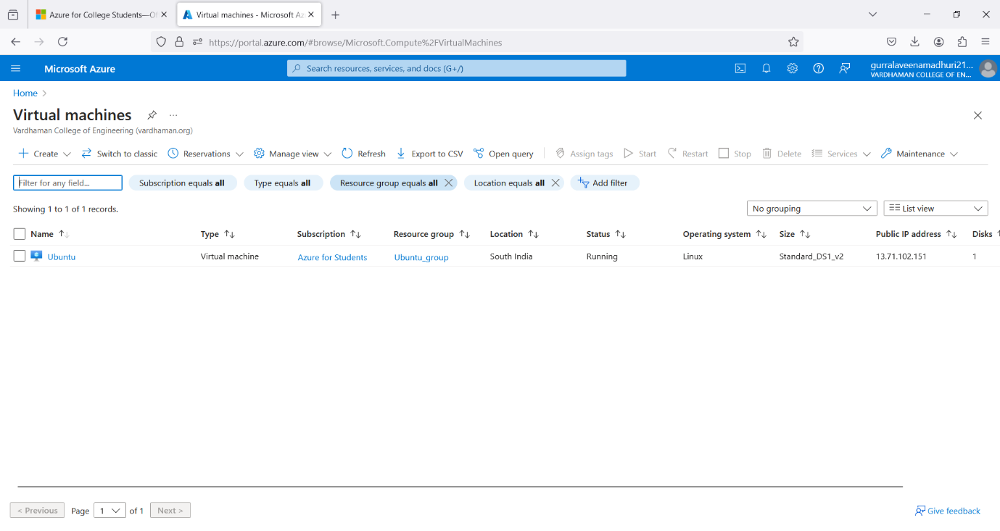 Azure for College Students—Of
Virtual machines - Microsoft Az
https://portal.azure.com/#browse/Microsoft.Compute%2FVirtualMachines
Microsoft Azure
Search resources, services, and docs (G+/)
gurralaveenamadhuri21...
VARDHAMAN COLLEGE OF EN...
Home
Virtual machines
Vardhaman College of Engineering (vardhaman.org)
Create Switch to classic Reservations Manage view Refresh Export to CSV Open query Assign tags Start Restart Stop Delete Services Maintenance
Filter for any field... Subscription equals all Type equals all Resource group equals all Location equals all Add filter
Showing 1 to 1 of 1 records. No grouping List view
Name Type Subscription Resource group Location Status Operating system Size Public IP address Disks
Ubuntu Virtual machine Azure for Students Ubuntu_group South India Running Linux Standard_DS1_v2 13.71.102.151 1
< Previous Page 1 of 1 Next > Give feedback